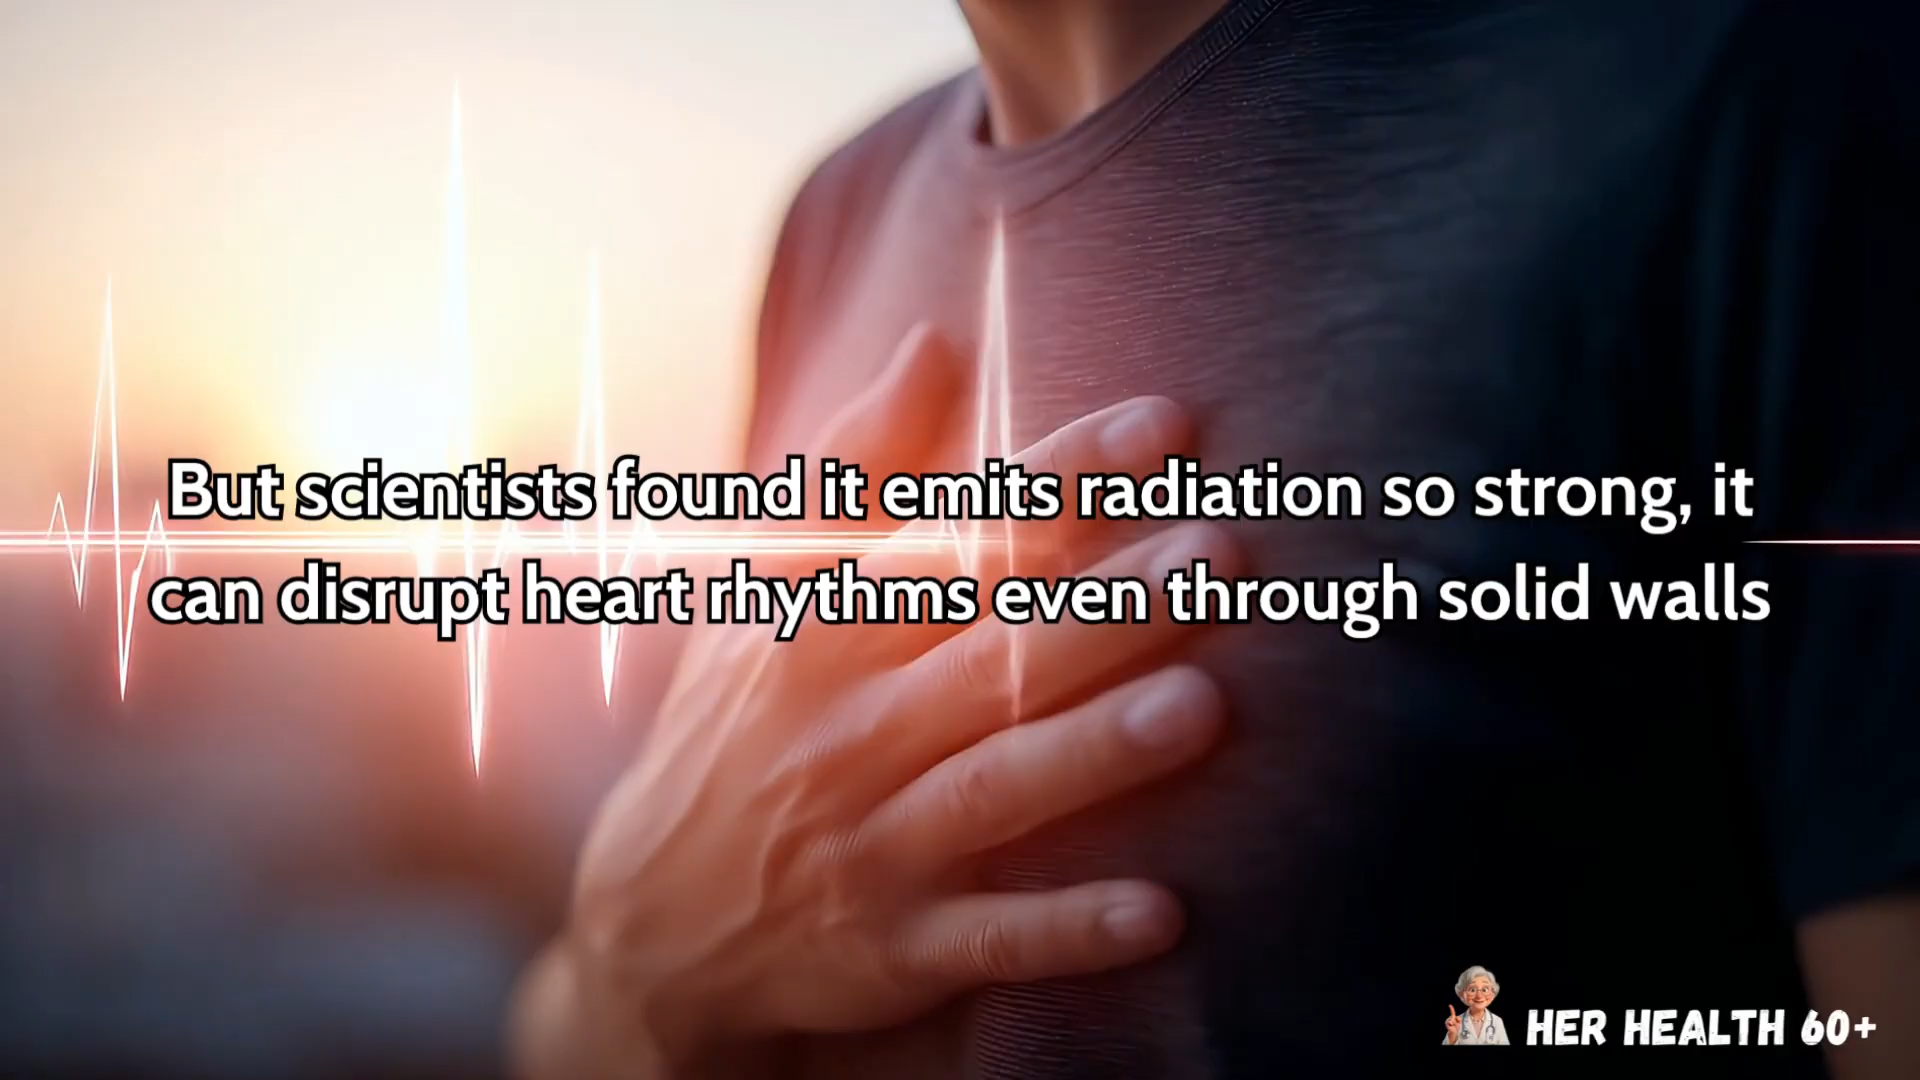 But scientists found it emits radiation so strong, it
can disrupt heart rhythms even through solid walls
HER HEALTH 60+